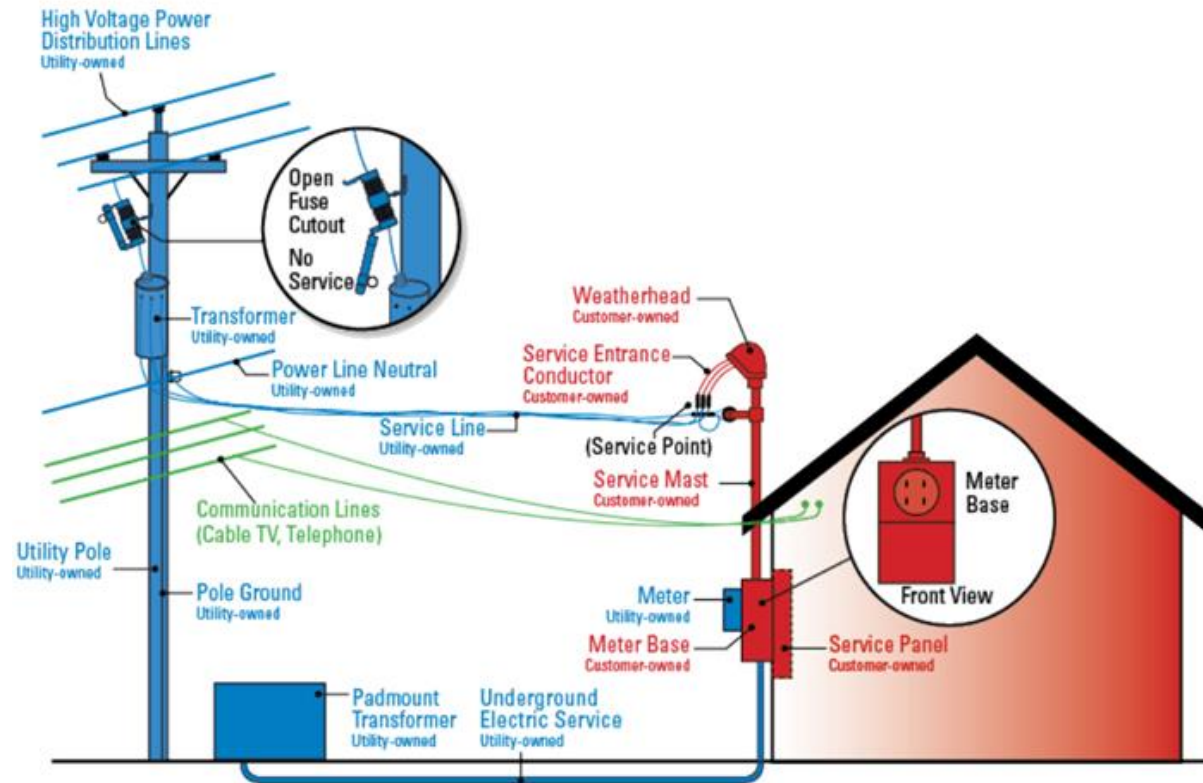 High Voltage Power
Distribution Lines
Utility-owned
Open
Fuse
Cutout
No
Service
Transformer
Utility-owned
Power Line Neutral
Utility-owned
Weatherhead
Customer-owned
Service Entrance
Conductor
Customer-owned
Service Line
Utility-owned
(Service Point)
Service Mast
Customer-owned
Meter
Base
Front View
Communication Lines
(Cable TV, Telephone)
Utility Pole
Utility-owned
Pole Ground
Utility-owned
Meter
Utility-owned
Meter Base
Customer-owned
Service Panel
Customer-owned
Padmount
Transformer
Utility-owned
Underground
Electric Service
Utility-owned